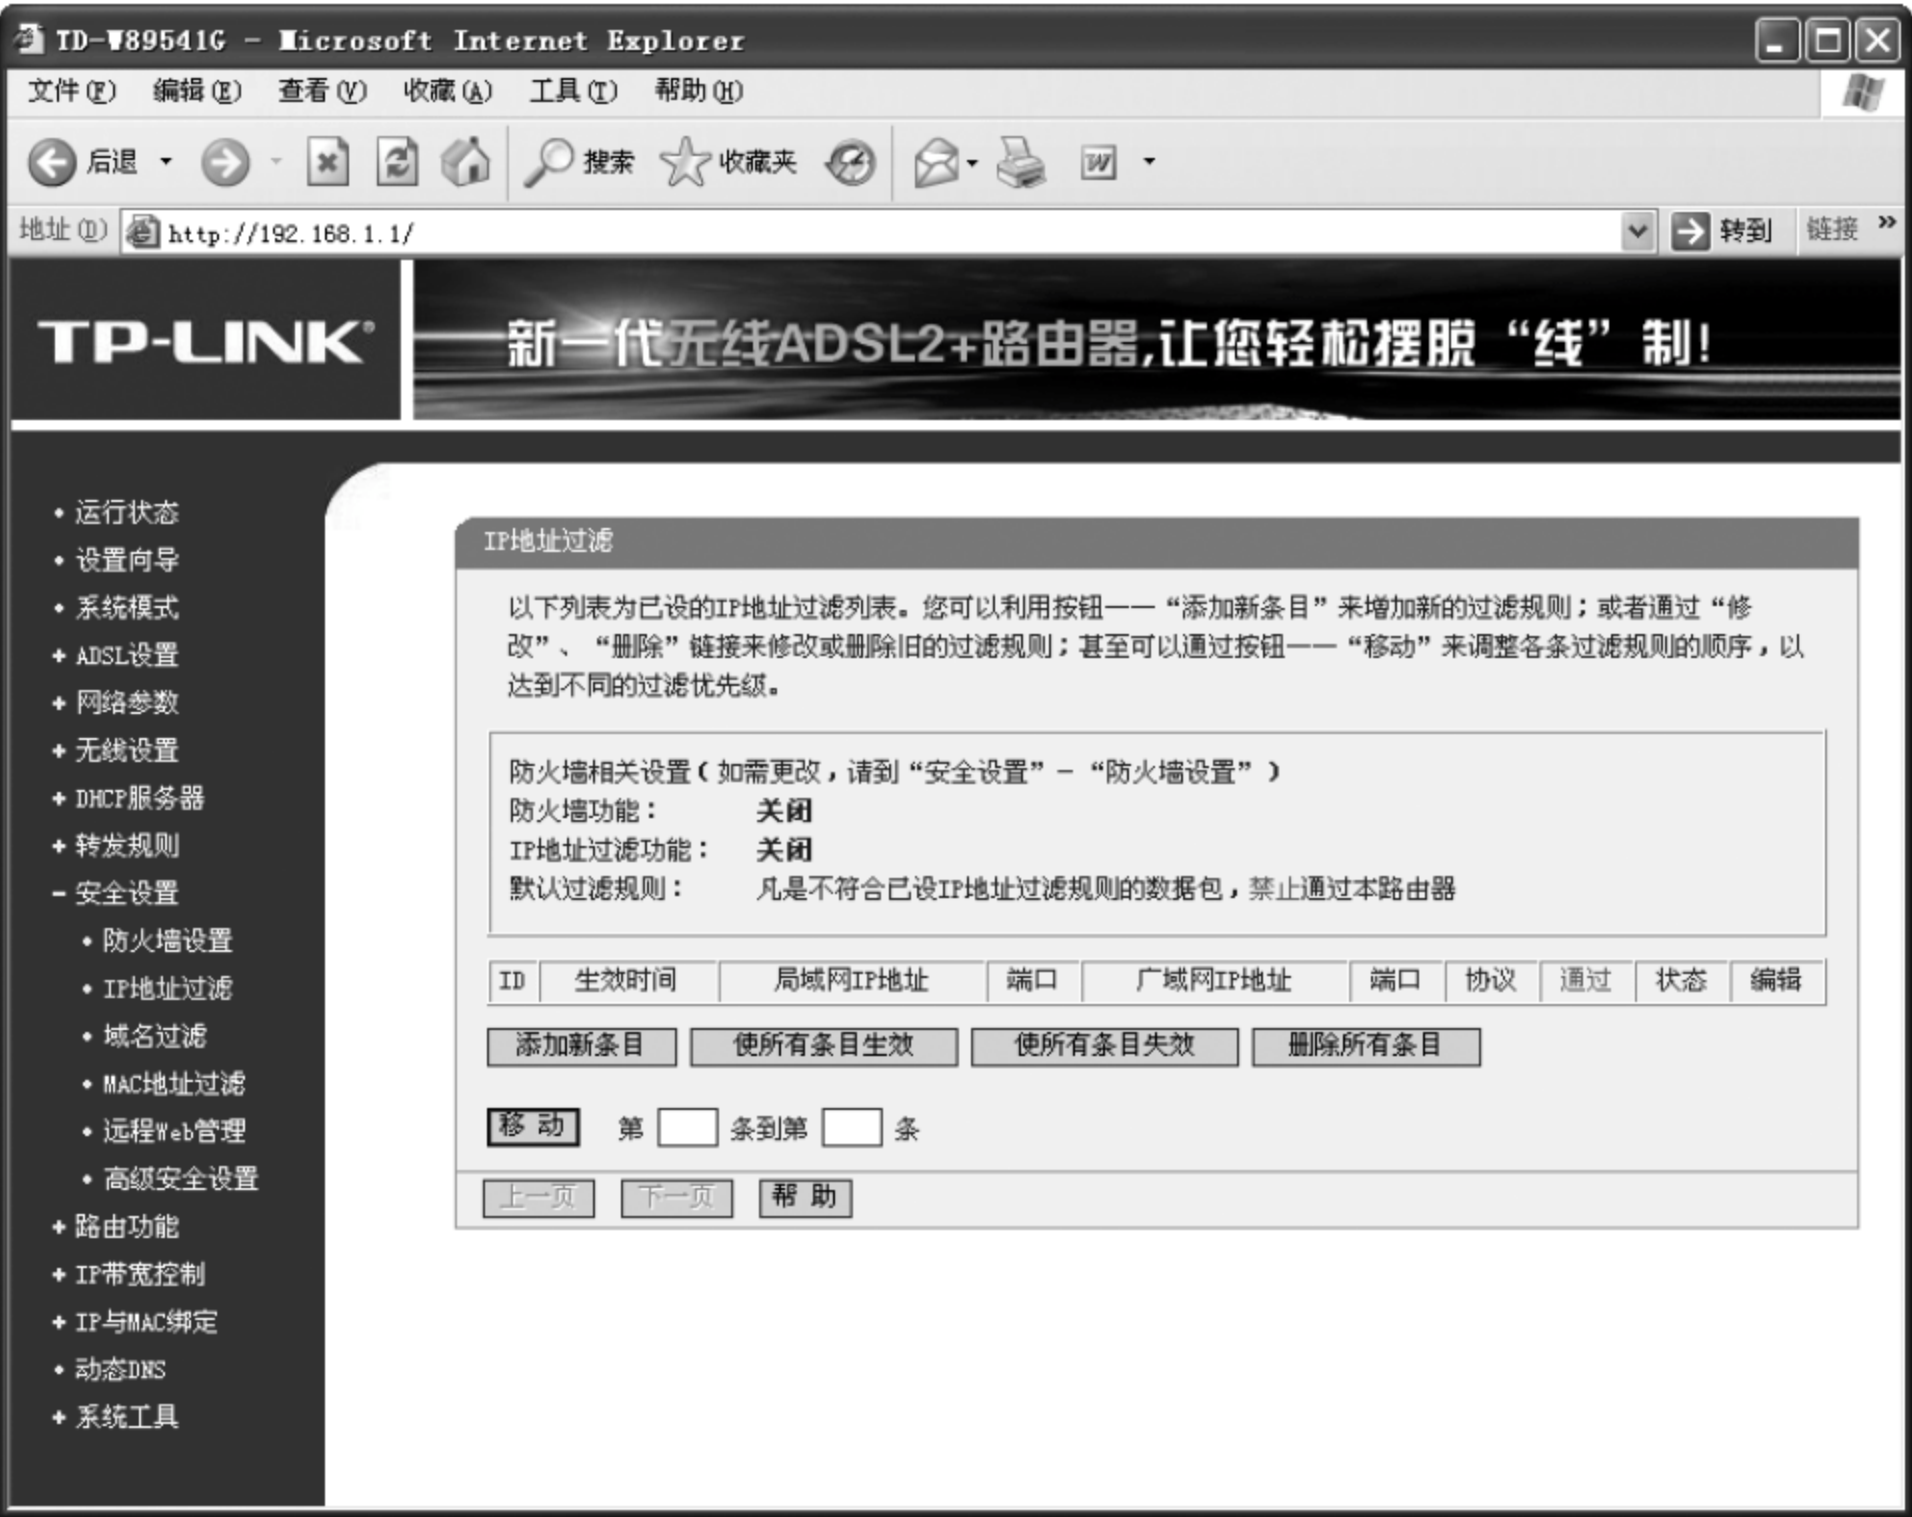 TD-W89541G - Microsoft Internet Explorer
文件(F) 编辑(E) 查看(V) 收藏(A) 工具(T) 帮助(H)
后退 搜索 收藏夹
地址(D) http://192.168.1.1/ 转到 链接 »
TP-LINK®
新一代无线ADSL2+路由器,让您轻松摆脱“线”制!
• 运行状态
• 设置向导
• 系统模式
+ ADSL设置
+ 网络参数
+ 无线设置
+ DHCP服务器
+ 转发规则
- 安全设置
• 防火墙设置
• IP地址过滤
• 域名过滤
• MAC地址过滤
• 远程Web管理
• 高级安全设置
+ 路由功能
+ IP带宽控制
+ IP与MAC绑定
• 动态DNS
+ 系统工具
IP地址过滤
以下列表为已设的IP地址过滤列表。您可以利用按钮——“添加新条目”来增加新的过滤规则；或者通过“修
改”、“删除”链接来修改或删除旧的过滤规则；甚至可以通过按钮——“移动”来调整各条过滤规则的顺序，以
达到不同的过滤优先级。
防火墙相关设置（如需更改，请到“安全设置”-“防火墙设置”）
防火墙功能： 关闭
IP地址过滤功能： 关闭
默认过滤规则： 凡是不符合已设IP地址过滤规则的数据包，禁止通过本路由器
ID 生效时间 局域网IP地址 端口 广域网IP地址 端口 协议 通过 状态 编辑
添加新条目 使所有条目生效 使所有条目失效 删除所有条目
移 动 第 条到第 条
上一页 下一页 帮 助